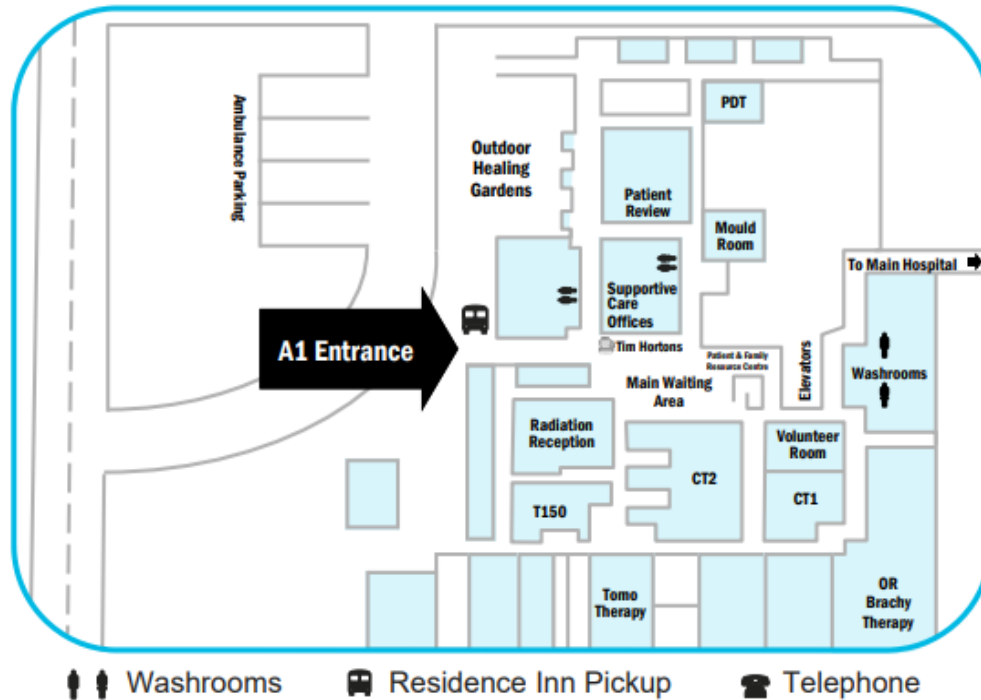 Ambulance Parking
Outdoor
Healing
Gardens
PDT
Patient
Review
Mould
Room
To Main Hospital
Supportive
Care
Offices
A1 Entrance
Tim Hortons
Patient & Family
Resource Centre
Elevators
Washrooms
Main Waiting
Area
Radiation
Reception
Volunteer
Room
CT2
CT1
T150
Tomo
Therapy
OR
Brachy
Therapy
Washrooms
Residence Inn Pickup
Telephone